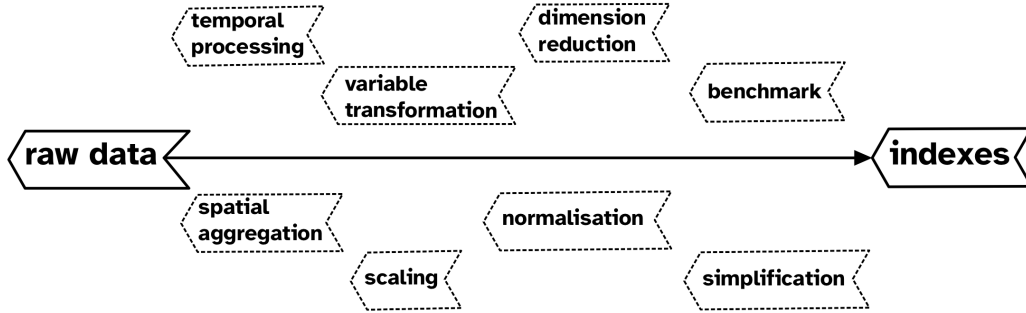 temporal
processing
dimension
reduction
variable
transformation
benchmark
raw data
indexes
spatial
aggregation
normalisation
scaling
simplification